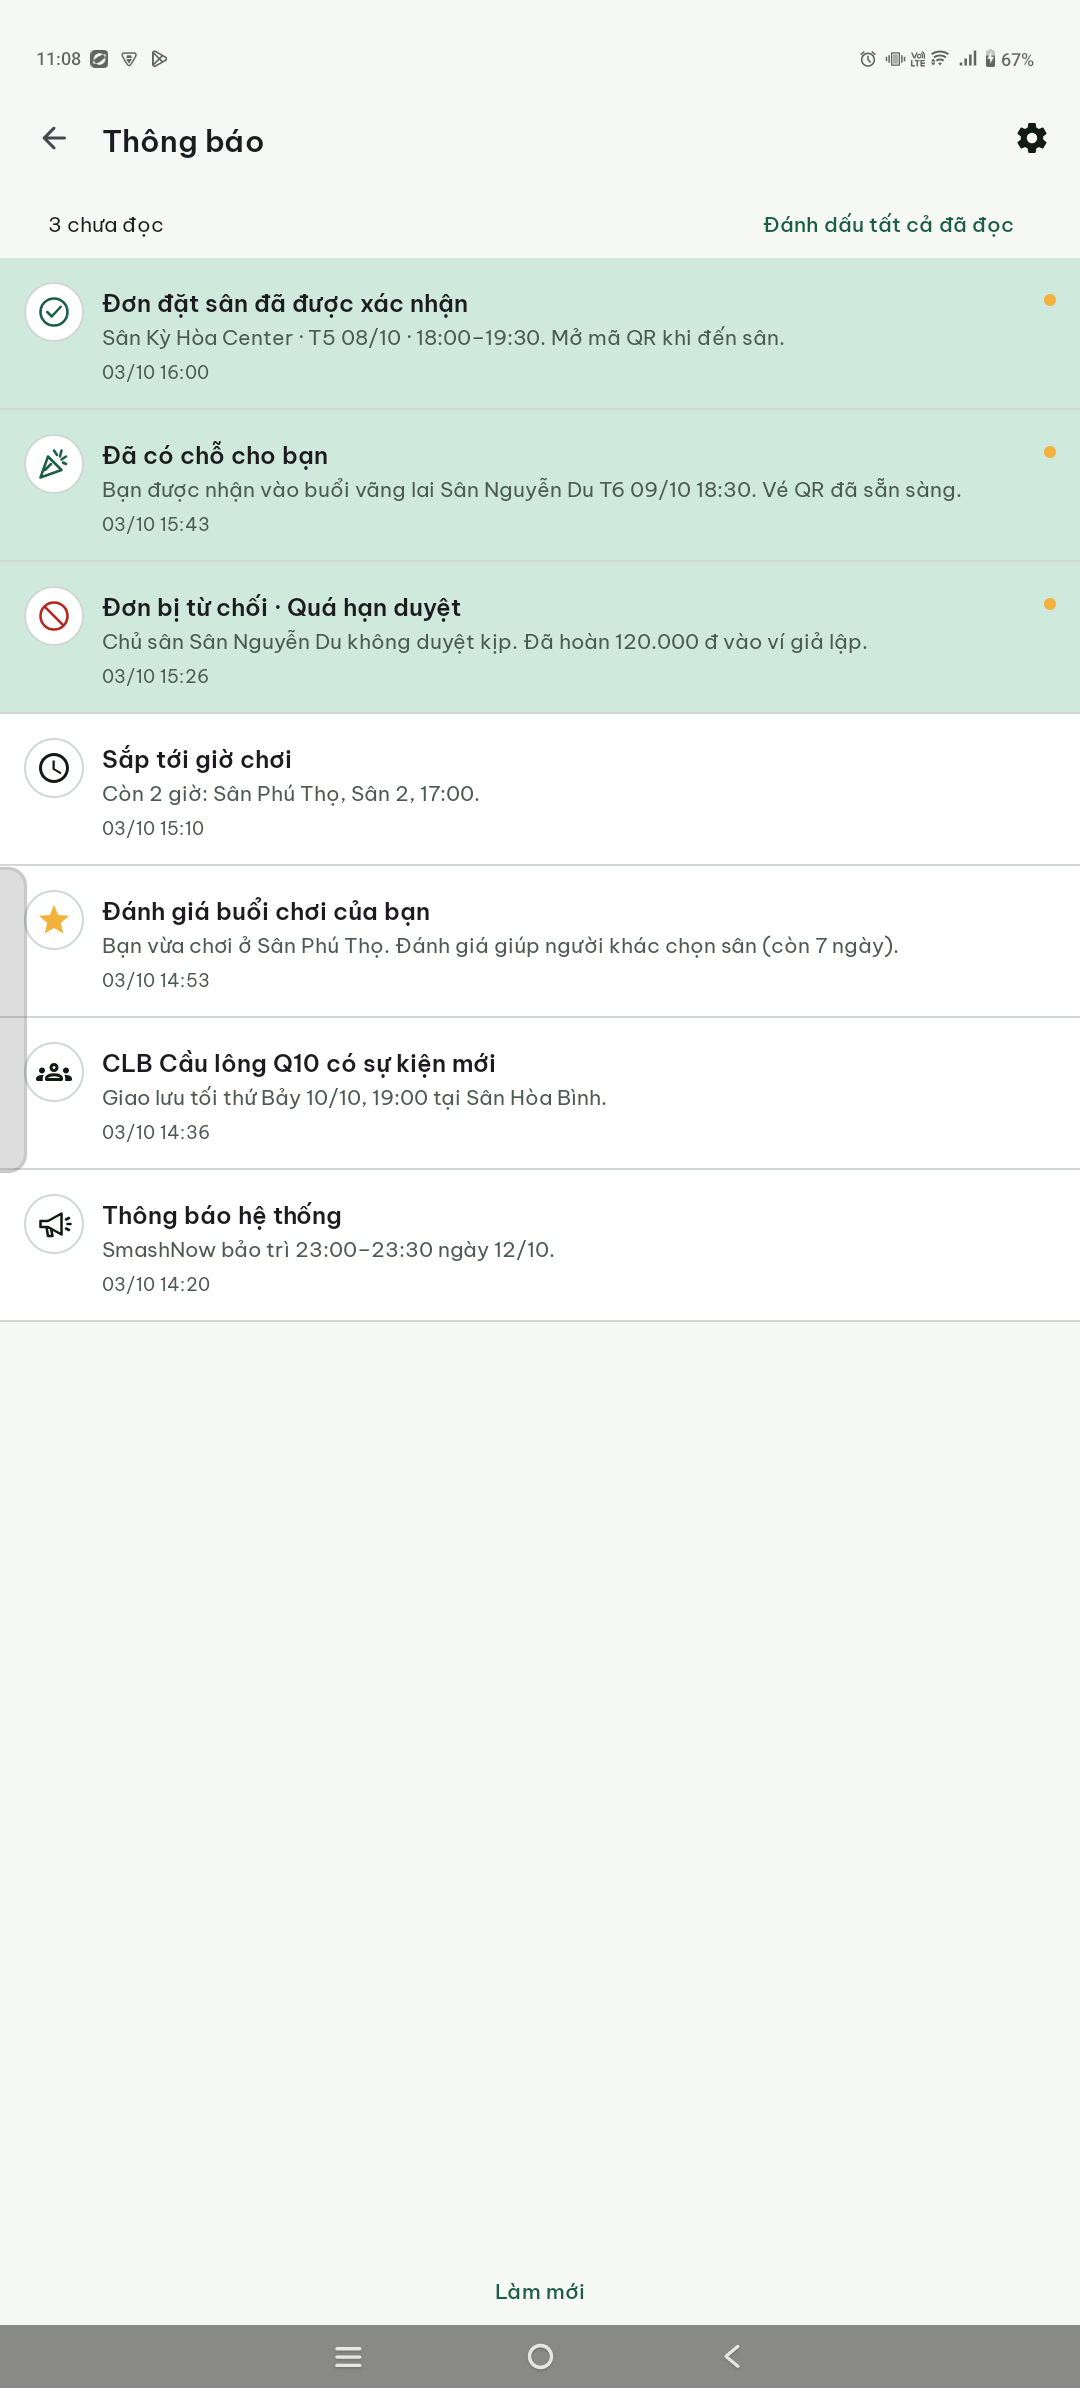 11:08
VoLTE 67%
Thông báo
3 chưa đọc Đánh dấu tất cả đã đọc
Đơn đặt sân đã được xác nhận
Sân Kỳ Hòa Center · T5 08/10 · 18:00–19:30. Mở mã QR khi đến sân.
03/10 16:00
Đã có chỗ cho bạn
Bạn được nhận vào buổi vãng lai Sân Nguyễn Du T6 09/10 18:30. Vé QR đã sẵn sàng.
03/10 15:43
Đơn bị từ chối · Quá hạn duyệt
Chủ sân Sân Nguyễn Du không duyệt kịp. Đã hoàn 120.000 đ vào ví giả lập.
03/10 15:26
Sắp tới giờ chơi
Còn 2 giờ: Sân Phú Thọ, Sân 2, 17:00.
03/10 15:10
Đánh giá buổi chơi của bạn
Bạn vừa chơi ở Sân Phú Thọ. Đánh giá giúp người khác chọn sân (còn 7 ngày).
03/10 14:53
CLB Cầu lông Q10 có sự kiện mới
Giao lưu tối thứ Bảy 10/10, 19:00 tại Sân Hòa Bình.
03/10 14:36
Thông báo hệ thống
SmashNow bảo trì 23:00–23:30 ngày 12/10.
03/10 14:20
Làm mới